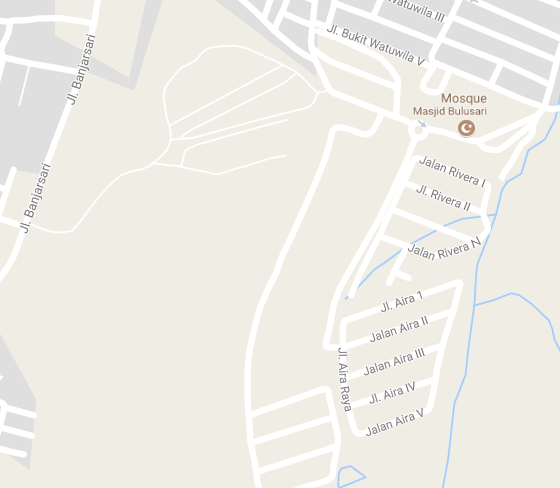 Watuwila III
Jl. Bukit Watuwila V
Jl. Banjarsari
Mosque
Masjid Bulusari
Jalan Rivera I
Jl. Rivera II
Jl. Banjarsari
Jalan Rivera N
Jl. Aira 1
Jalan Aira II
Jalan Aira III
Jl. Aira Raya
Jl. Aira IV
Jalan Aira V